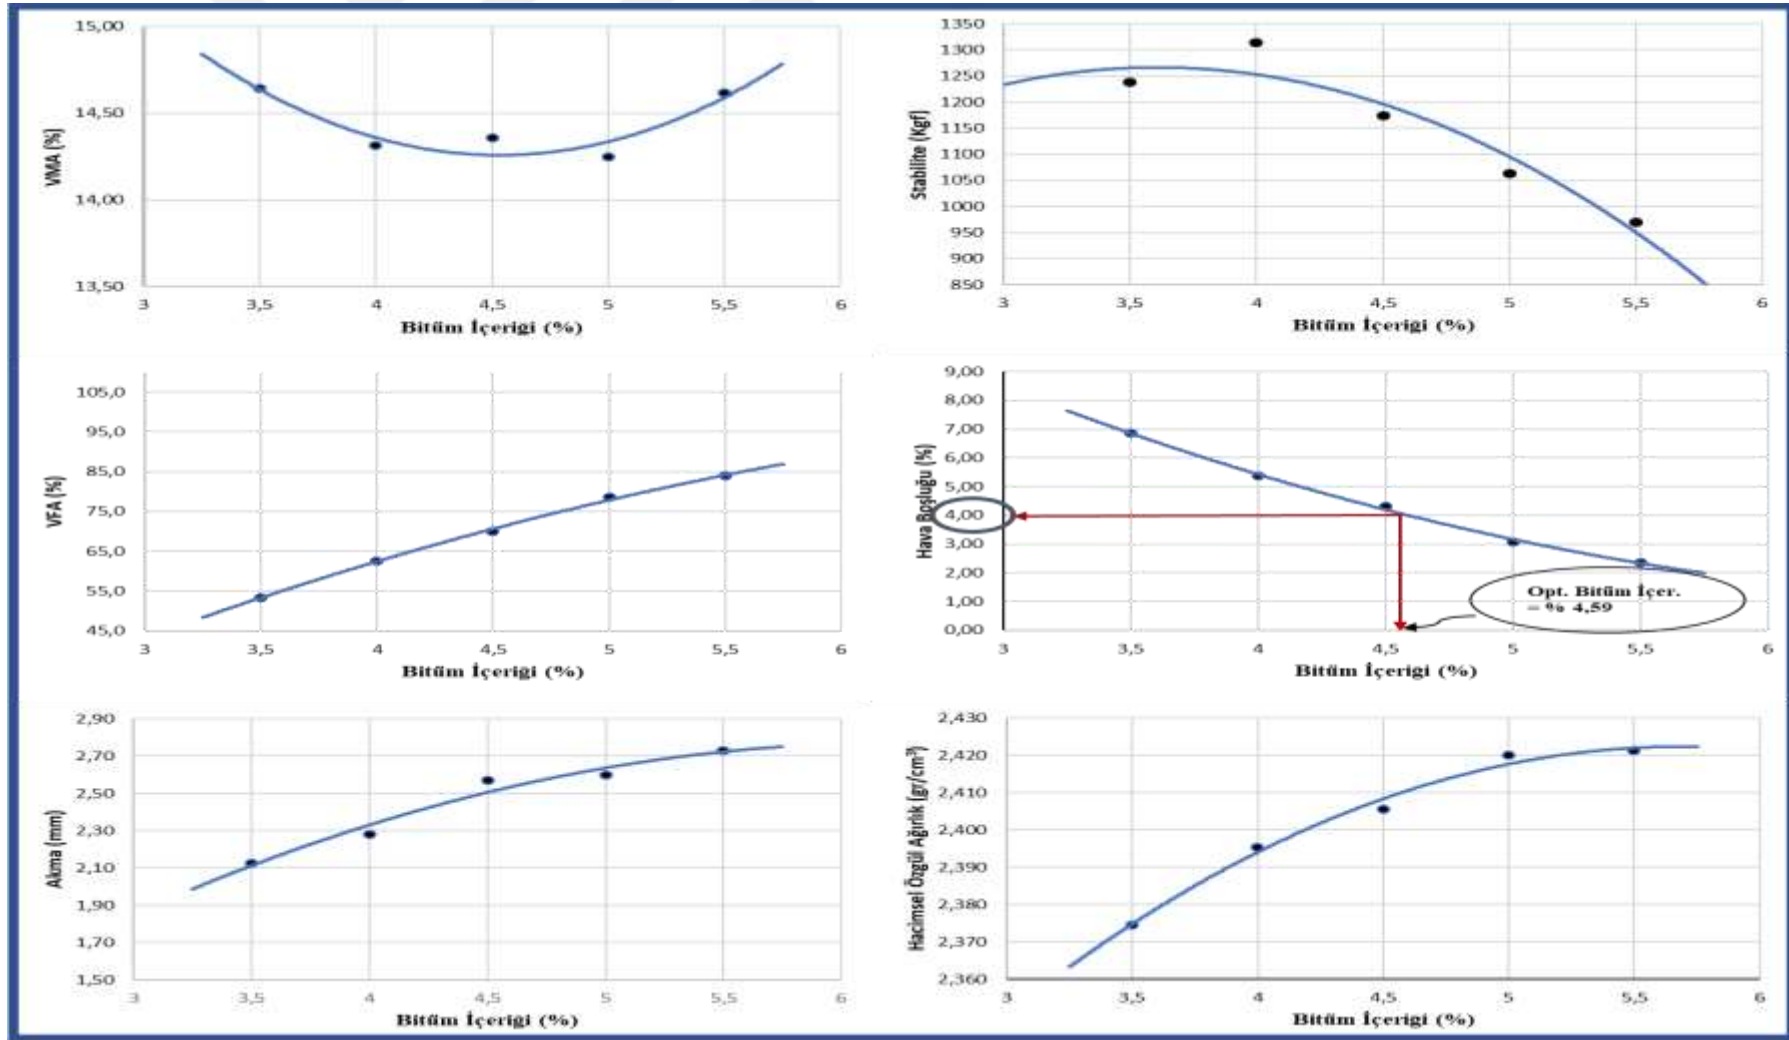 15,00
14,50
14,00
13,50
VMA (%)
3 3,5 4 4,5 5 5,5 6
Bitüm İçeriği (%)
1350
1300
1250
1200
1150
1100
1050
1000
950
900
850
Stabilite (Kgf)
3 3,5 4 4,5 5 5,5 6
Bitüm İçeriği (%)
105,0
95,0
85,0
75,0
65,0
55,0
45,0
VFA (%)
3 3,5 4 4,5 5 5,5 6
Bitüm İçeriği (%)
9,00
8,00
7,00
6,00
5,00
4,00
3,00
2,00
1,00
0,00
Hava Boşluğu (%)
Opt. Bitüm İçer.
= % 4,59
3 3,5 4 4,5 5 5,5 6
Bitüm İçeriği (%)
2,90
2,70
2,50
2,30
2,10
1,90
1,70
1,50
Akma (mm)
3 3,5 4 4,5 5 5,5 6
Bitüm İçeriği (%)
2,430
2,420
2,410
2,400
2,390
2,380
2,370
2,360
Hacimsel Özgül Ağırlık (gr/cm³)
3 3,5 4 4,5 5 5,5 6
Bitüm İçeriği (%)